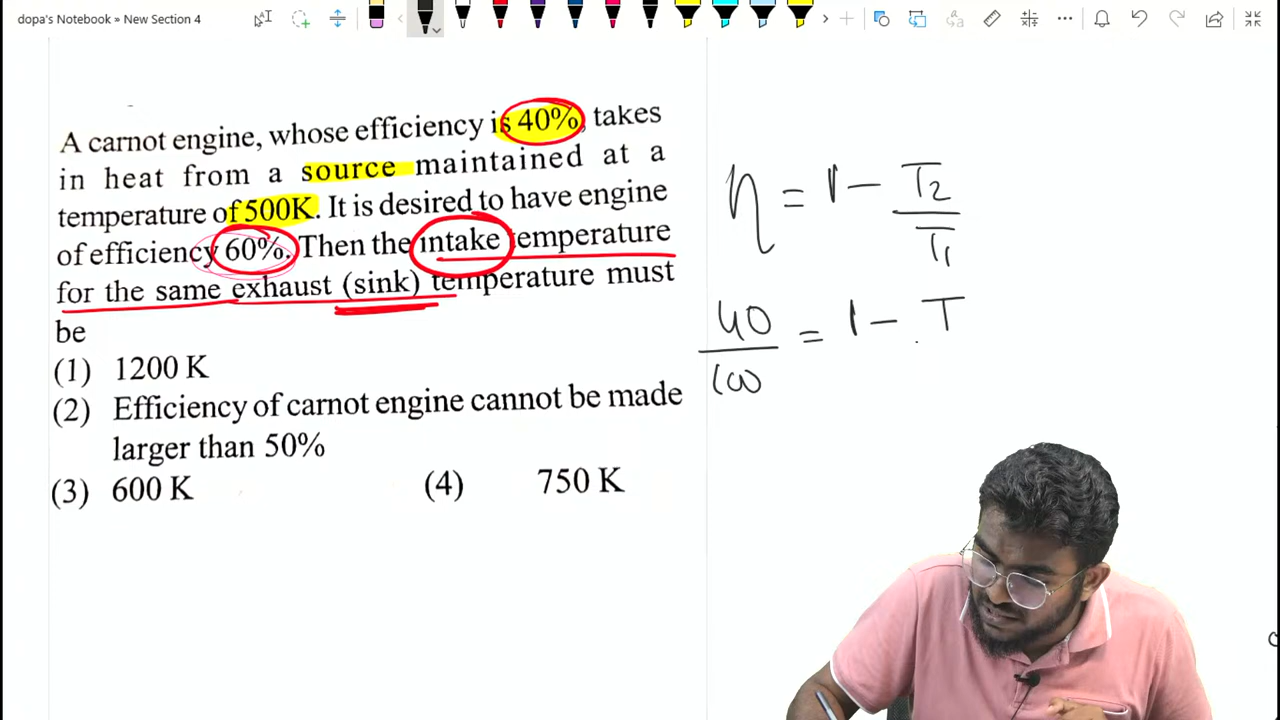 dopa's Notebook » New Section 4
A carnot engine, whose efficiency is 40%, takes
in heat from a source maintained at a
temperature of 500K. It is desired to have engine
of efficiency 60%. Then the intake temperature
for the same exhaust (sink) temperature must
be
(1) 1200 K
(2) Efficiency of carnot engine cannot be made
larger than 50%
(3) 600 K (4) 750 K
η = 1 - T₂/T₁
40/100 = 1 - T